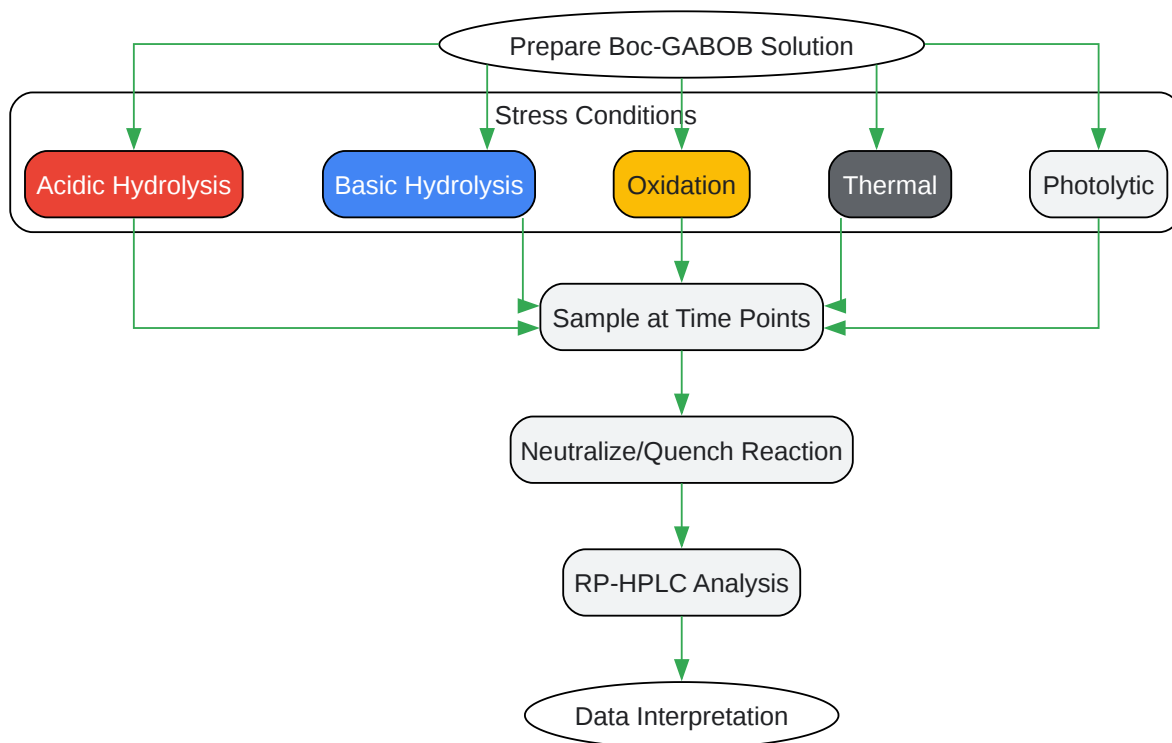 Prepare Boc-GABOB Solution
Stress Conditions
Acidic Hydrolysis
Basic Hydrolysis
Oxidation
Thermal
Photolytic
Sample at Time Points
Neutralize/Quench Reaction
RP-HPLC Analysis
Data Interpretation